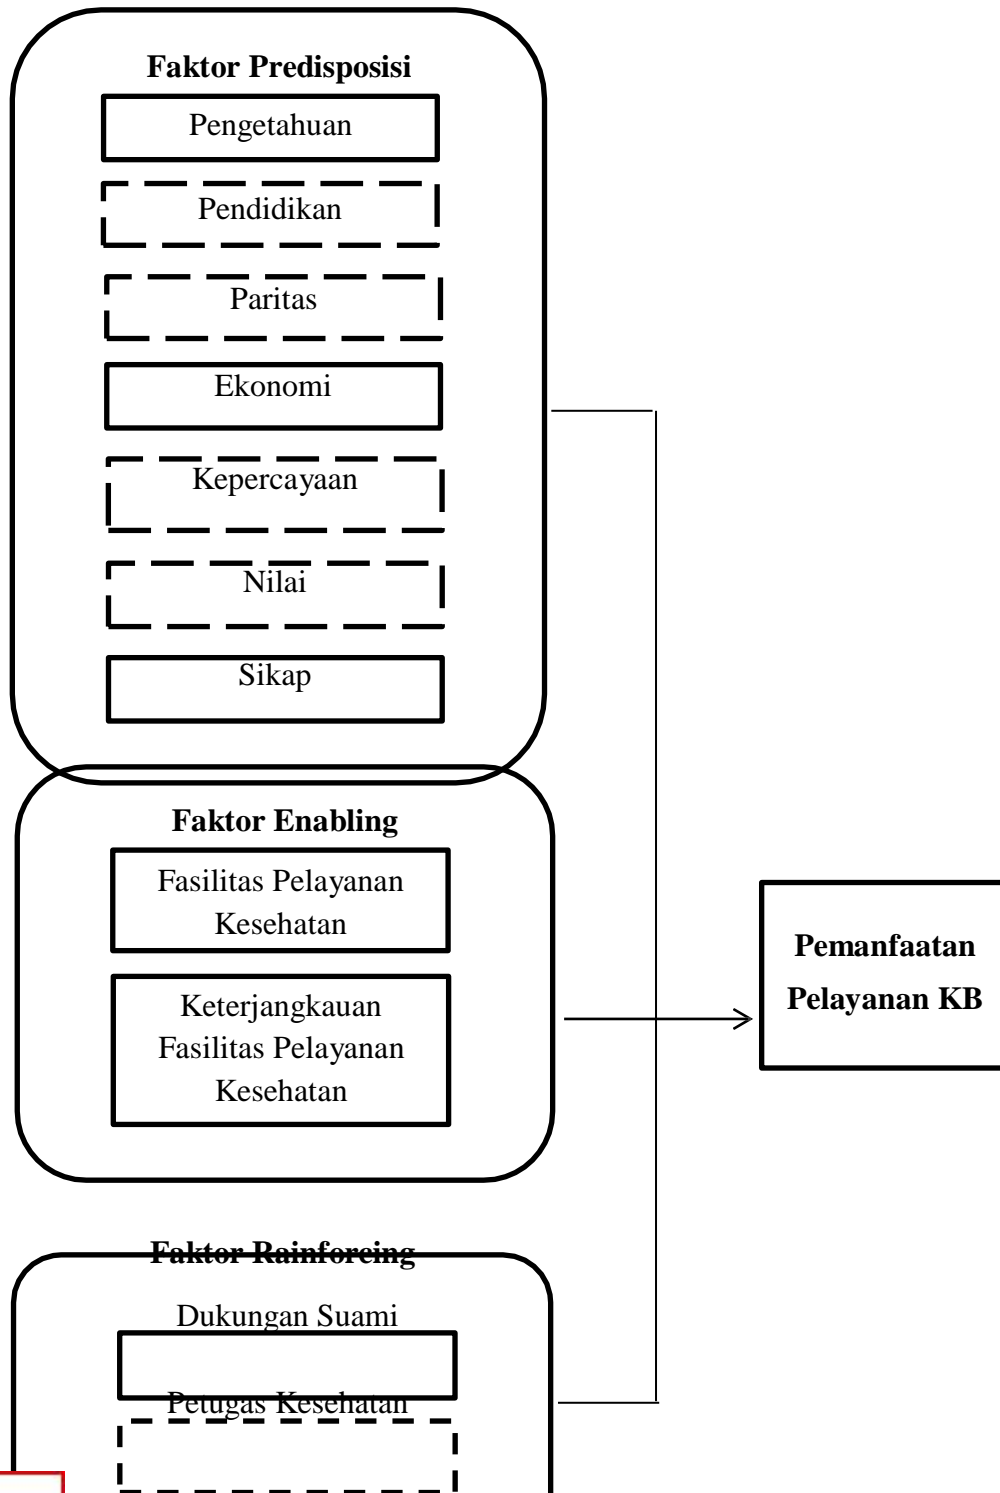 Faktor Predisposisi
Pengetahuan
Pendidikan
Paritas
Ekonomi
Kepercayaan
Nilai
Sikap
Faktor Enabling
Fasilitas Pelayanan
Kesehatan
Keterjangkauan
Fasilitas Pelayanan
Kesehatan
Pemanfaatan
Pelayanan KB
Faktor Rainforeing
Dukungan Suami
Petugas Kesehatan